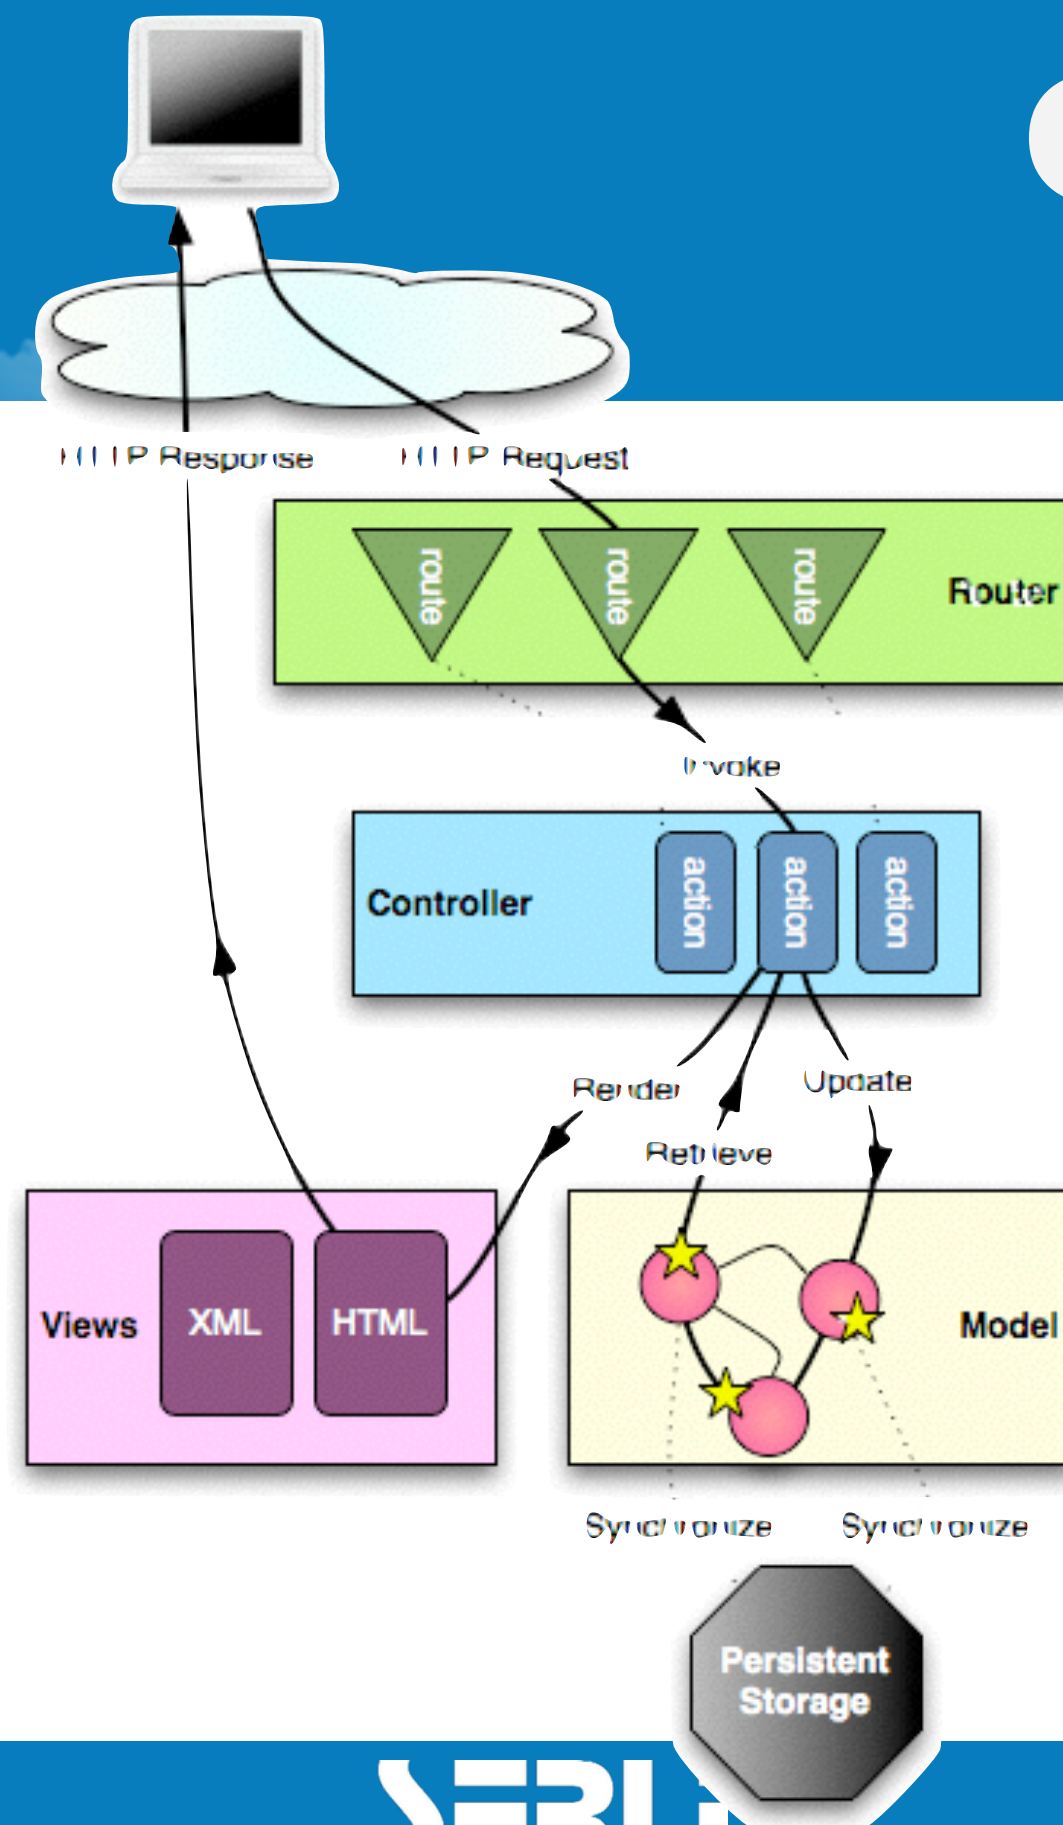 HTTP Response
HTTP Request
route
route
route
Router
Invoke
action
action
action
Controller
Render
Update
Retrieve
Views
XML
HTML
Model
Synchronize
Synchronize
Persistent
Storage